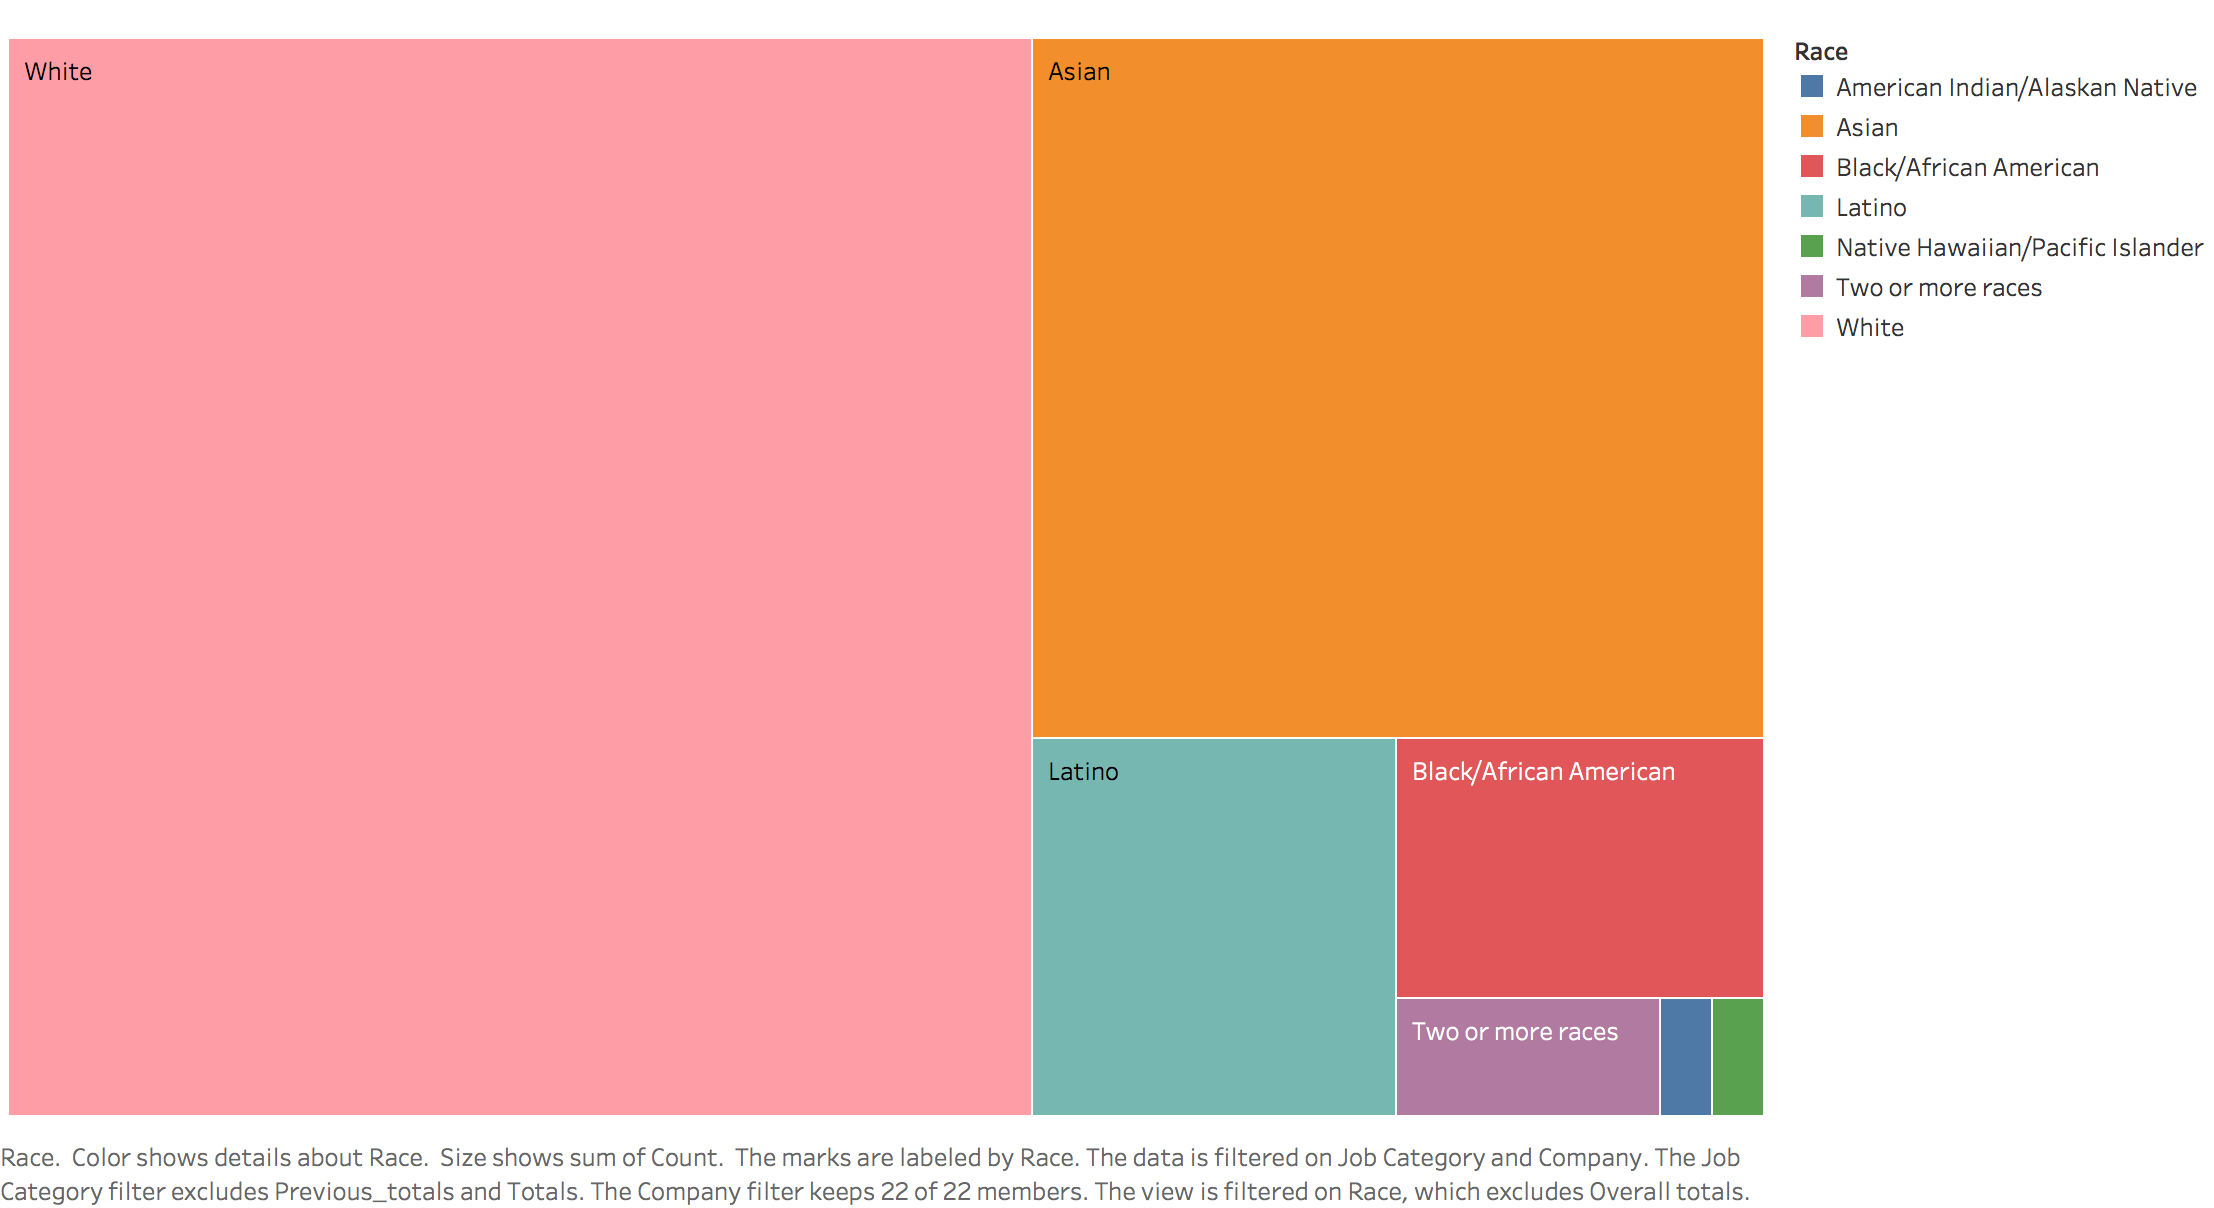 White
Asian
Latino
Black/African American
Two or more races
Race
American Indian/Alaskan Native
Asian
Black/African American
Latino
Native Hawaiian/Pacific Islander
Two or more races
White
Race.  Color shows details about Race.  Size shows sum of Count.  The marks are labeled by Race. The data is filtered on Job Category and Company. The Job
Category filter excludes Previous_totals and Totals. The Company filter keeps 22 of 22 members. The view is filtered on Race, which excludes Overall totals.